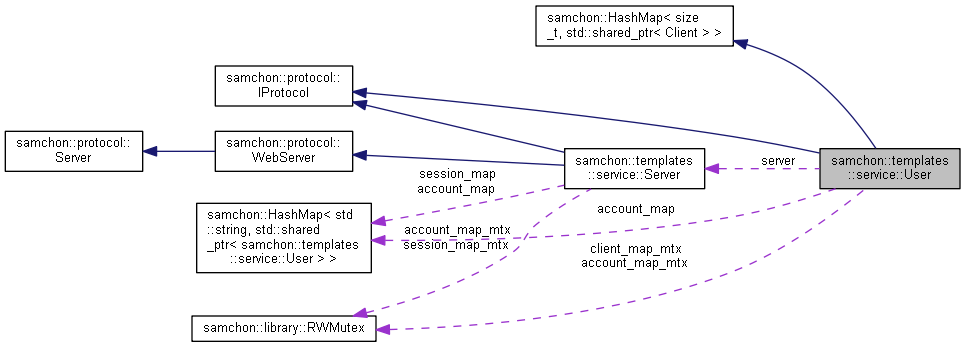 samchon::HashMap< size
_t, std::shared_ptr< Client > >
samchon::protocol::
IProtocol
samchon::protocol::
Server
samchon::protocol::
WebServer
samchon::templates
::service::Server
server
samchon::templates
::service::User
session_map
account_map
samchon::HashMap< std
::string, std::shared
_ptr< samchon::templates
::service::User > >
account_map
account_map_mtx
session_map_mtx
client_map_mtx
account_map_mtx
samchon::library::RWMutex